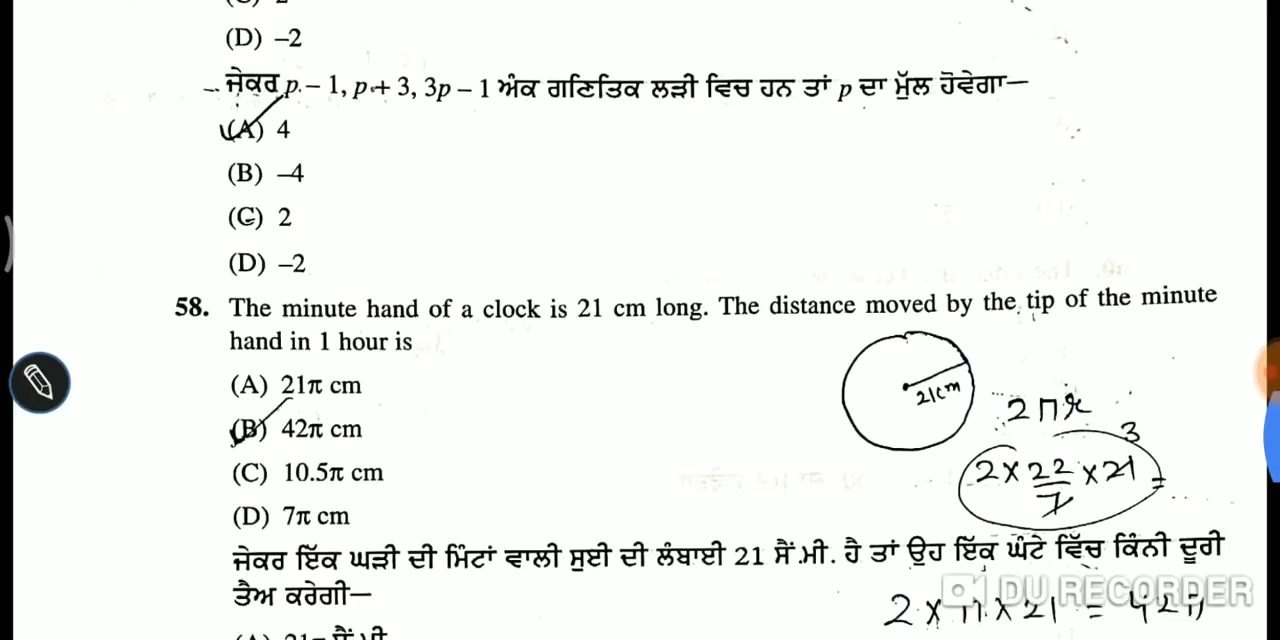 (D) –2
ਜੇਕਰ p – 1, p + 3, 3p – 1 ਅੰਕ ਗਣਿਤਿਕ ਲੜੀ ਵਿਚ ਹਨ ਤਾਂ p ਦਾ ਮੁੱਲ ਹੋਵੇਗਾ—
(A) 4
(B) –4
(C) 2
(D) –2
58. The minute hand of a clock is 21 cm long. The distance moved by the tip of the minute
hand in 1 hour is
(A) 21π cm
(B) 42π cm
(C) 10.5π cm
(D) 7π cm
21cm
2πr
3
2 × 22/7 × 21 =
ਜੇਕਰ ਇੱਕ ਘੜੀ ਦੀ ਮਿੰਟਾਂ ਵਾਲੀ ਸੂਈ ਦੀ ਲੰਬਾਈ 21 ਸੈਂ.ਮੀ. ਹੈ ਤਾਂ ਉਹ ਇੱਕ ਘੰਟੇ ਵਿੱਚ ਕਿੰਨੀ ਦੂਰੀ
ਤੈਅ ਕਰੇਗੀ—
DU RECORDER
2 × π × 21 = 42π